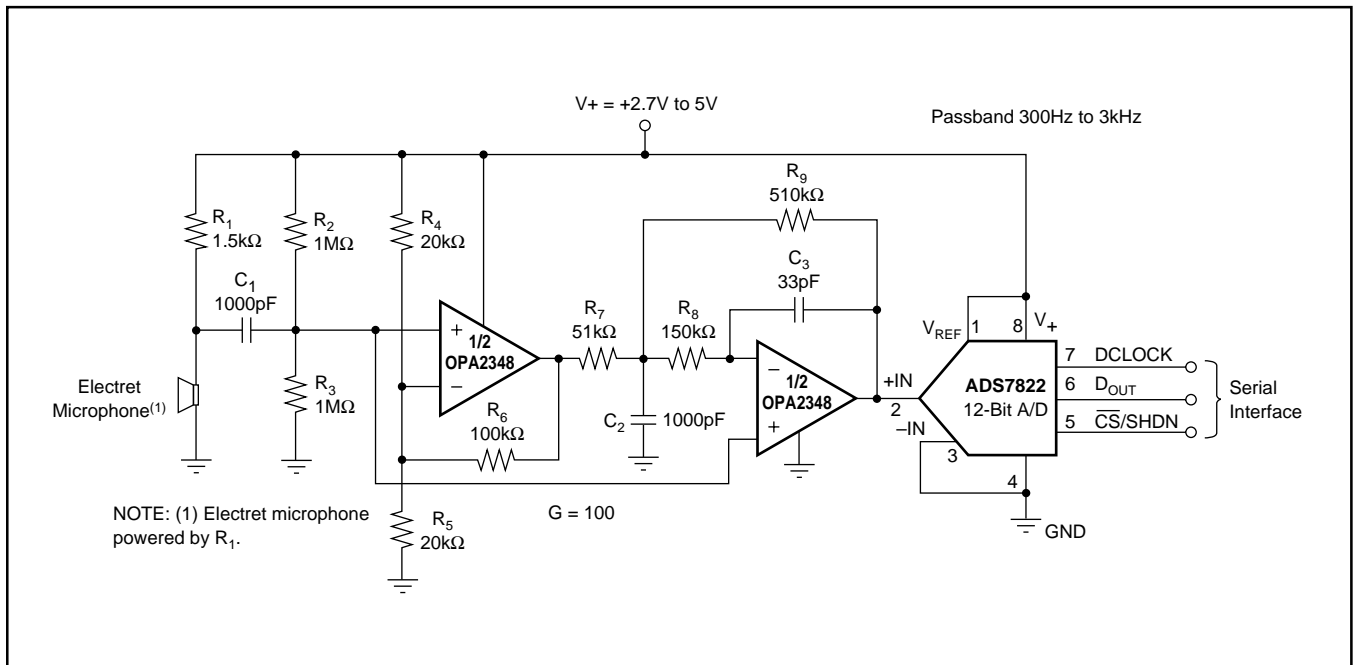 V+ = +2.7V to 5V
Passband 300Hz to 3kHz
R1
1.5kΩ
R2
1MΩ
R4
20kΩ
R9
510kΩ
C3
33pF
C1
1000pF
R7
51kΩ
R8
150kΩ
VREF
1
8
V+
+
1/2
OPA2348
−
−
1/2
OPA2348
+
7
DCLOCK
6
DOUT
5
CS/SHDN
Serial
Interface
+IN
2
−IN
3
ADS7822
12-Bit A/D
4
GND
Electret
Microphone(1)
R3
1MΩ
R6
100kΩ
C2
1000pF
NOTE: (1) Electret microphone
powered by R1.
R5
20kΩ
G = 100